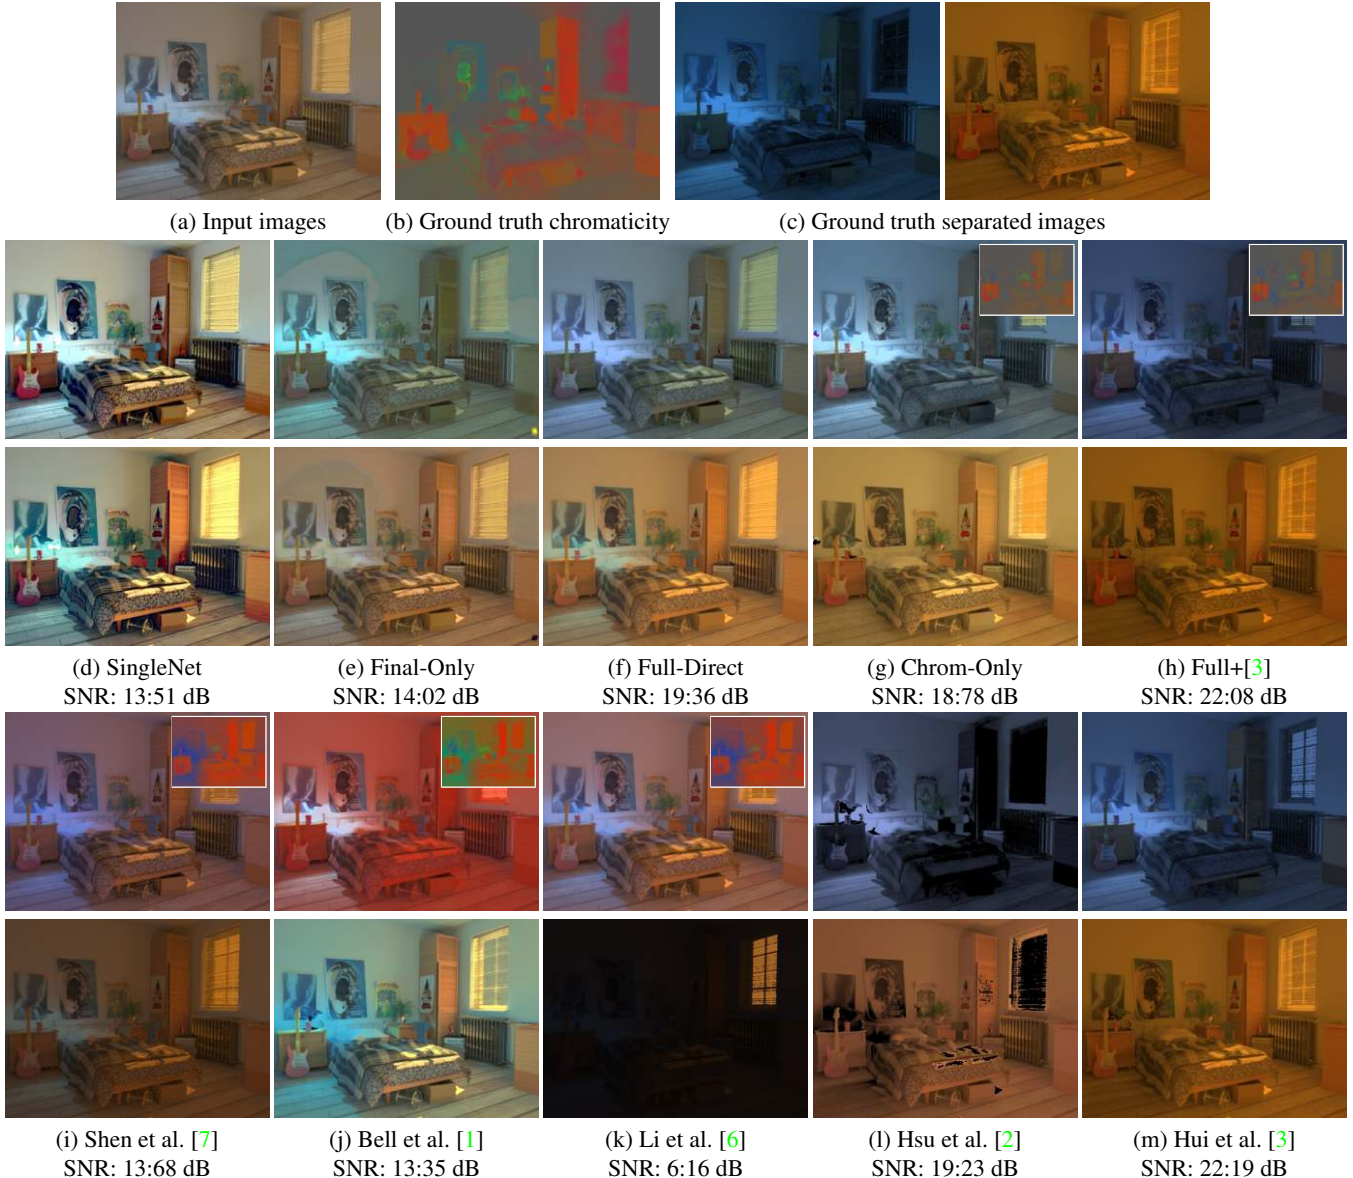 (a) Input images
(b) Ground truth chromaticity
(c) Ground truth separated images
(d) SingleNet
SNR: 13:51 dB
(e) Final-Only
SNR: 14:02 dB
(f) Full-Direct
SNR: 19:36 dB
(g) Chrom-Only
SNR: 18:78 dB
(h) Full+[3]
SNR: 22:08 dB
(i) Shen et al. [7]
SNR: 13:68 dB
(j) Bell et al. [1]
SNR: 13:35 dB
(k) Li et al. [6]
SNR: 6:16 dB
(l) Hsu et al. [2]
SNR: 19:23 dB
(m) Hui et al. [3]
SNR: 22:19 dB